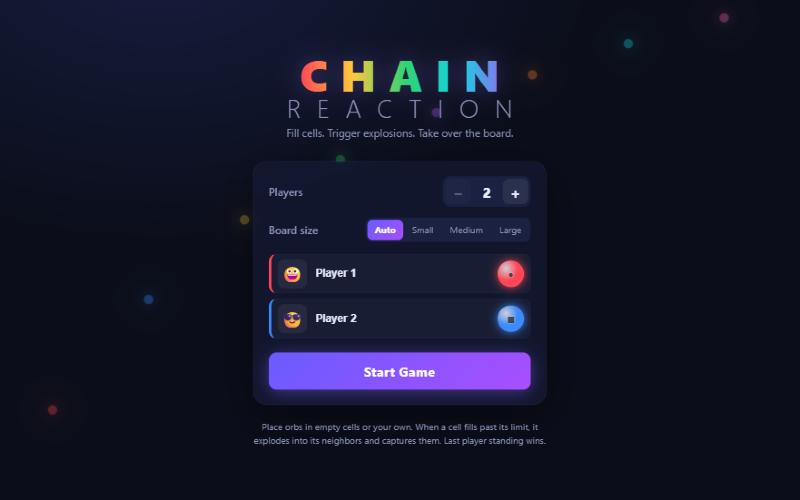 CHAIN
REACTION
Fill cells. Trigger explosions. Take over the board.
Players − 2 +
Board size Auto Small Medium Large
Player 1
Player 2
Start Game
Place orbs in empty cells or your own. When a cell fills past its limit, it
explodes into its neighbors and captures them. Last player standing wins.